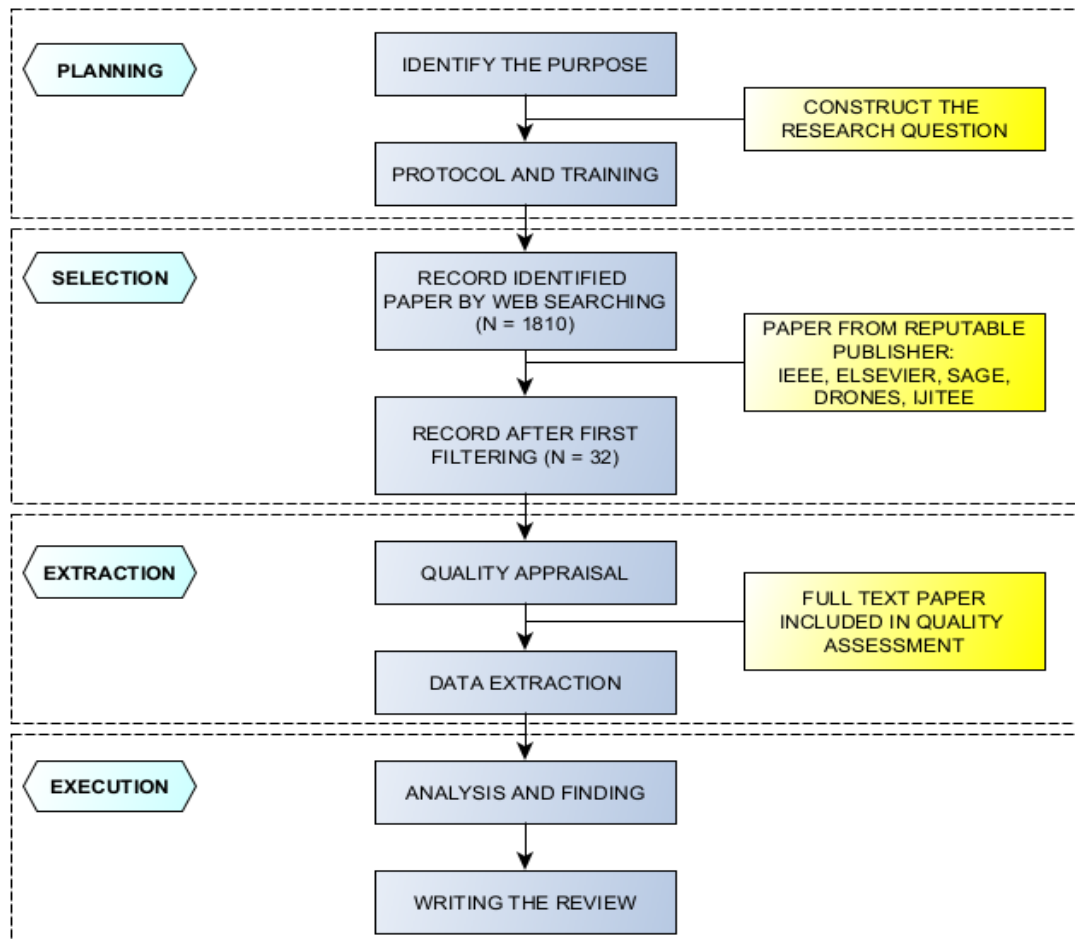 PLANNING
IDENTIFY THE PURPOSE
CONSTRUCT THE
RESEARCH QUESTION
PROTOCOL AND TRAINING
SELECTION
RECORD IDENTIFIED
PAPER BY WEB SEARCHING
(N = 1810)
PAPER FROM REPUTABLE
PUBLISHER:
IEEE, ELSEVIER, SAGE,
DRONES, IJITEE
RECORD AFTER FIRST
FILTERING (N = 32)
EXTRACTION
QUALITY APPRAISAL
FULL TEXT PAPER
INCLUDED IN QUALITY
ASSESSMENT
DATA EXTRACTION
EXECUTION
ANALYSIS AND FINDING
WRITING THE REVIEW